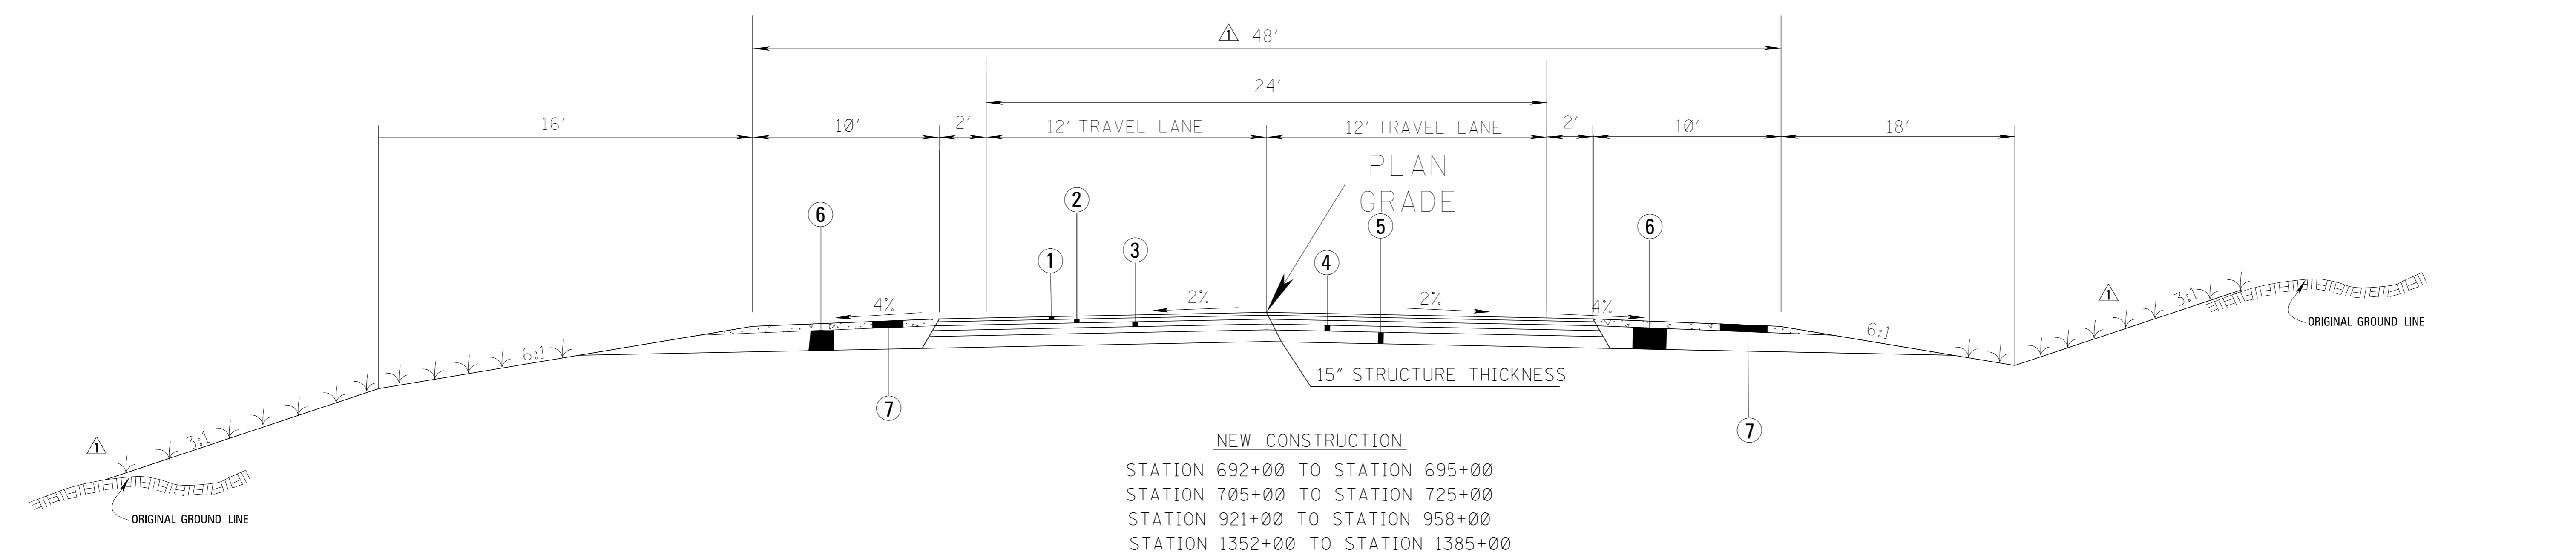 1 48'
24'
16' 10' 2' 12' TRAVEL LANE 12' TRAVEL LANE 2' 10' 18'
PLAN
GRADE
2
6
5
6
3
1
4
4% 2% 2% 4%
1
3:1
ORIGINAL GROUND LINE
6:1
6:1
15" STRUCTURE THICKNESS
7
7
3:1
1
ORIGINAL GROUND LINE
NEW CONSTRUCTION
STATION 692+00 TO STATION 695+00
STATION 705+00 TO STATION 725+00
STATION 921+00 TO STATION 958+00
STATION 1352+00 TO STATION 1385+00